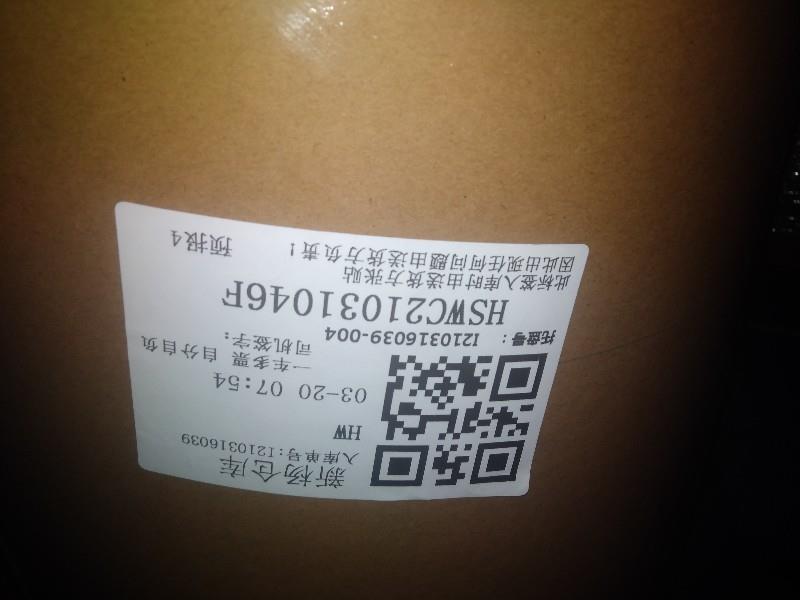 新杨仓库
入库单号:I210316039
HW
03-20 07:54
一车多票 自分自负
司机签字:
托盘号: I210316039-004
HSWC21031046F
此标签入库时由送货方张贴
因此出现任何问题由送货方负责! 预报4